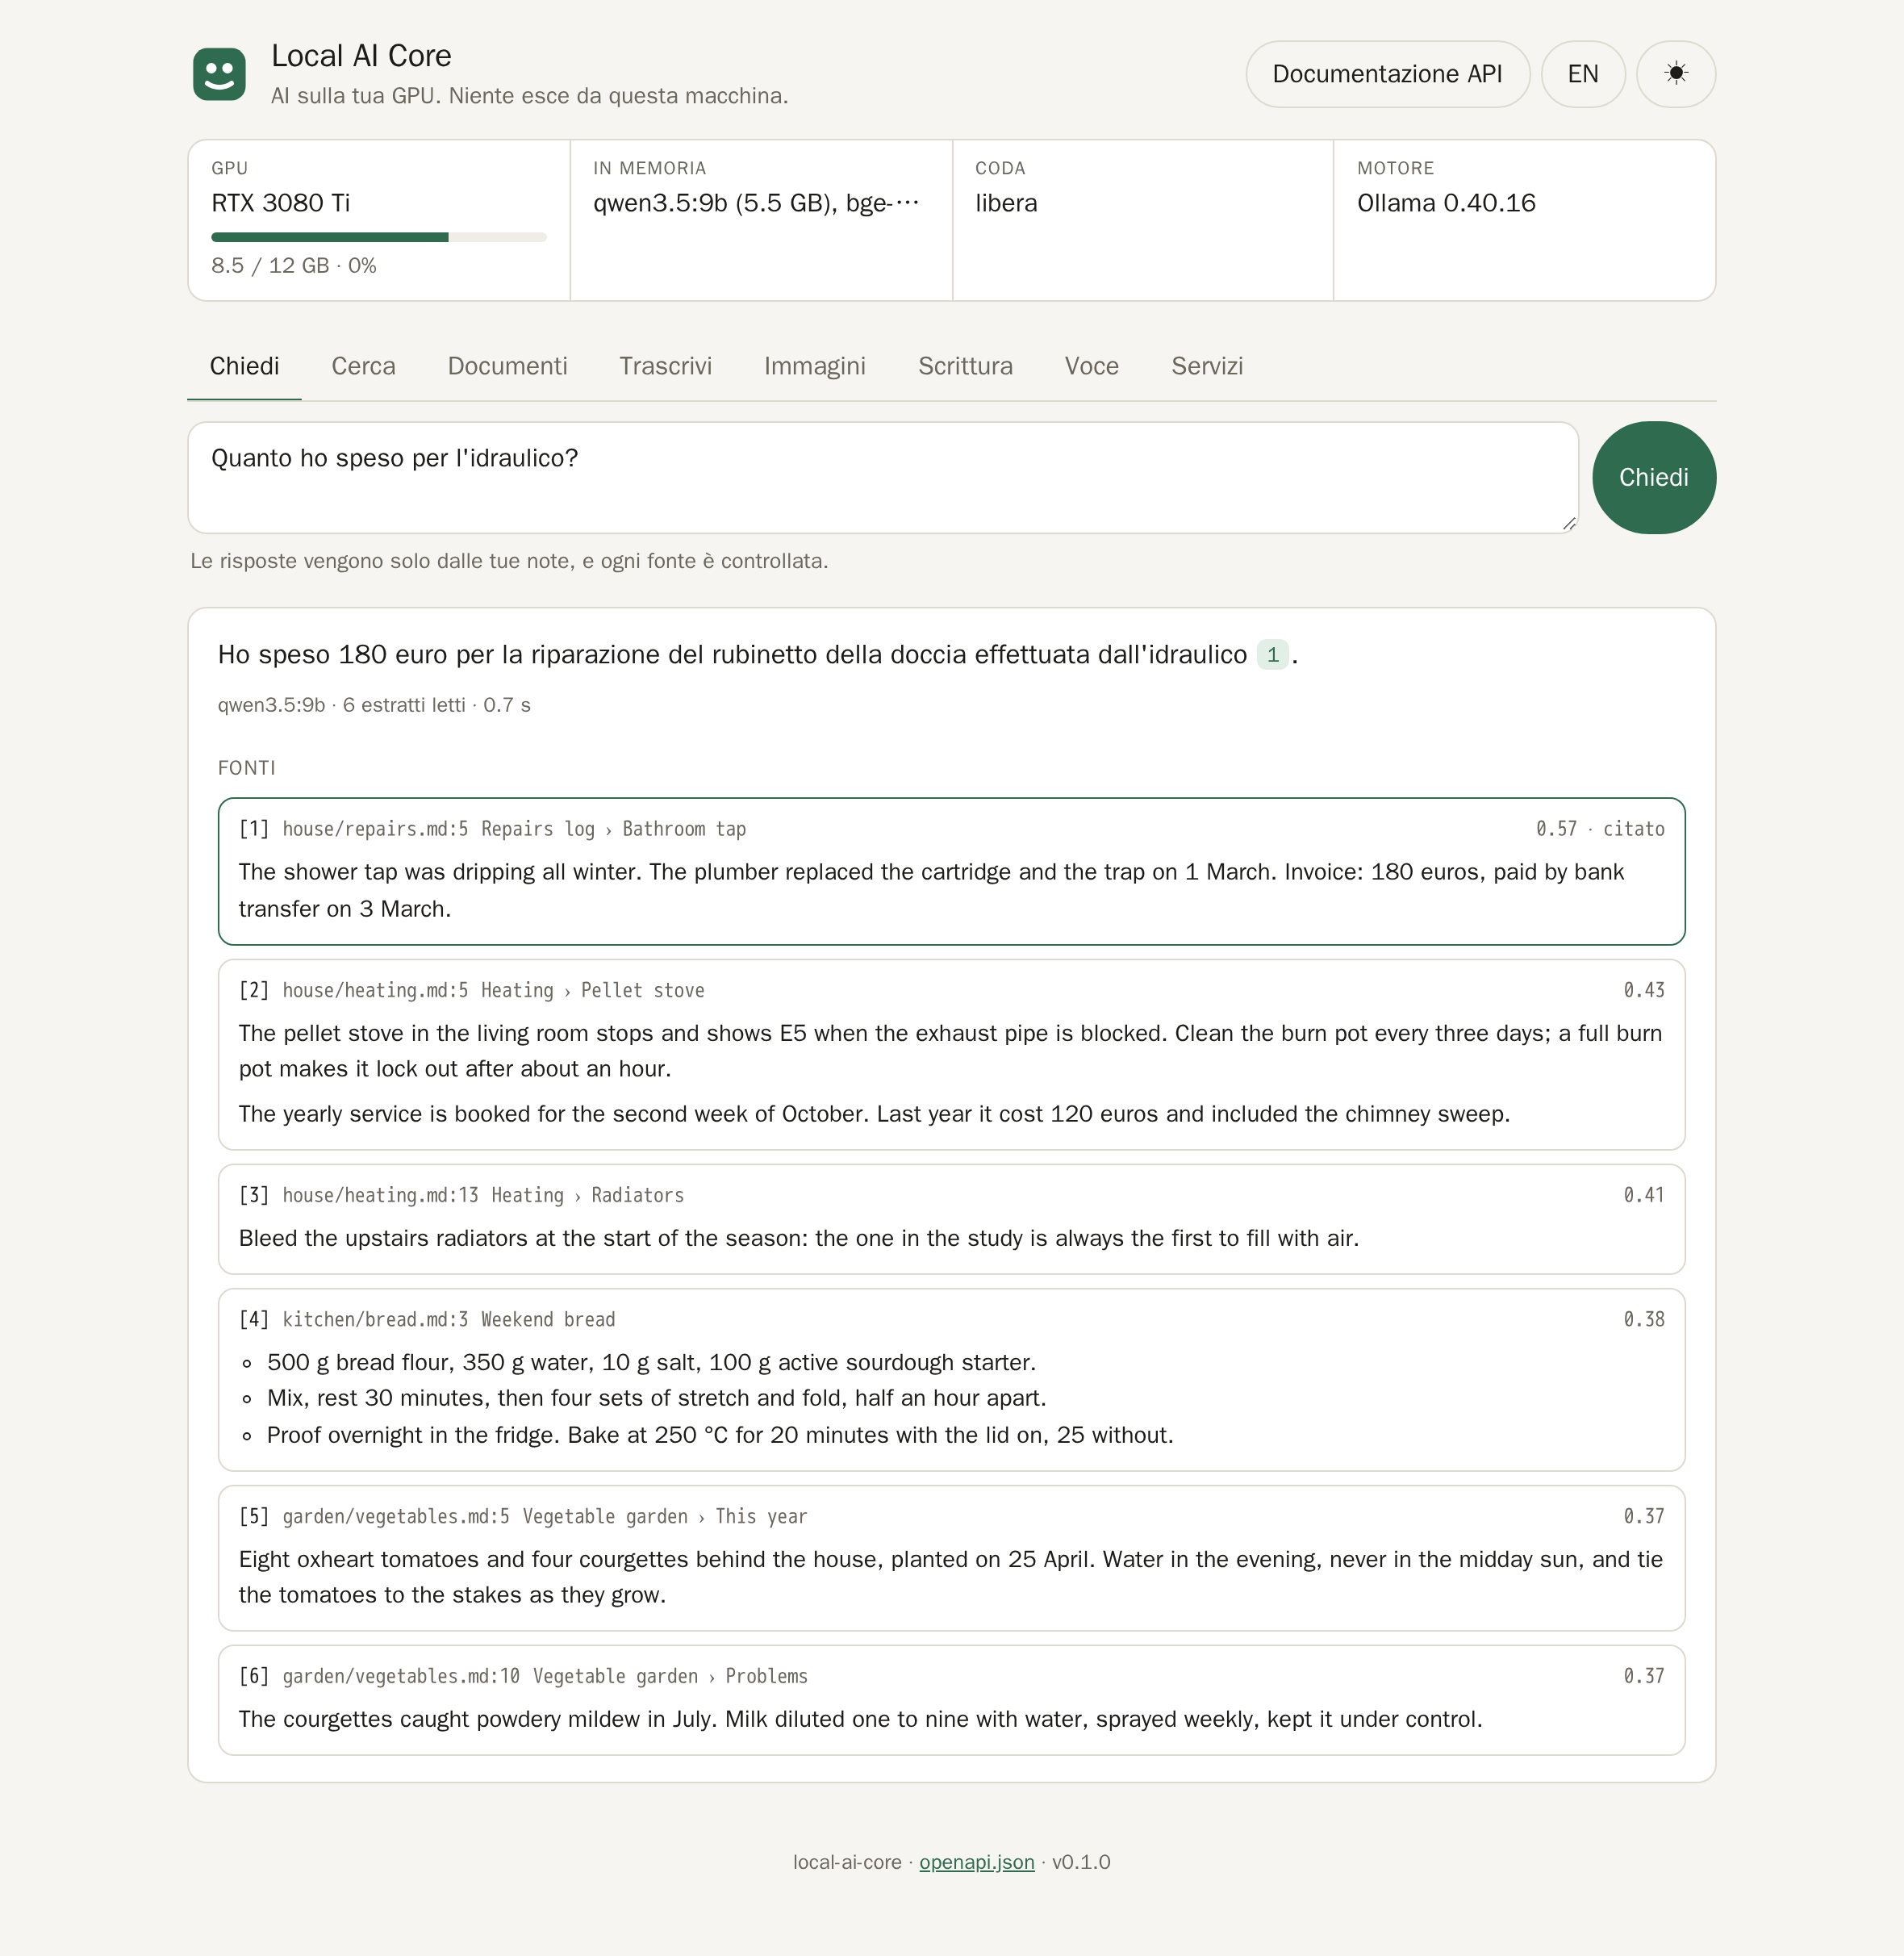 Local AI Core
AI sulla tua GPU. Niente esce da questa macchina.
Documentazione API
EN
GPU
RTX 3080 Ti
8.5 / 12 GB · 0%
IN MEMORIA
qwen3.5:9b (5.5 GB), bge-···
CODA
libera
MOTORE
Ollama 0.40.16
Chiedi Cerca Documenti Trascrivi Immagini Scrittura Voce Servizi
Quanto ho speso per l'idraulico?
Chiedi
Le risposte vengono solo dalle tue note, e ogni fonte è controllata.
Ho speso 180 euro per la riparazione del rubinetto della doccia effettuata dall'idraulico 1.
qwen3.5:9b · 6 estratti letti · 0.7 s
FONTI
[1] house/repairs.md:5 Repairs log › Bathroom tap 0.57 · citato
The shower tap was dripping all winter. The plumber replaced the cartridge and the trap on 1 March. Invoice: 180 euros, paid by bank
transfer on 3 March.
[2] house/heating.md:5 Heating › Pellet stove 0.43
The pellet stove in the living room stops and shows E5 when the exhaust pipe is blocked. Clean the burn pot every three days; a full burn
pot makes it lock out after about an hour.
The yearly service is booked for the second week of October. Last year it cost 120 euros and included the chimney sweep.
[3] house/heating.md:13 Heating › Radiators 0.41
Bleed the upstairs radiators at the start of the season: the one in the study is always the first to fill with air.
[4] kitchen/bread.md:3 Weekend bread 0.38
◦ 500 g bread flour, 350 g water, 10 g salt, 100 g active sourdough starter.
◦ Mix, rest 30 minutes, then four sets of stretch and fold, half an hour apart.
◦ Proof overnight in the fridge. Bake at 250 °C for 20 minutes with the lid on, 25 without.
[5] garden/vegetables.md:5 Vegetable garden › This year 0.37
Eight oxheart tomatoes and four courgettes behind the house, planted on 25 April. Water in the evening, never in the midday sun, and tie
the tomatoes to the stakes as they grow.
[6] garden/vegetables.md:10 Vegetable garden › Problems 0.37
The courgettes caught powdery mildew in July. Milk diluted one to nine with water, sprayed weekly, kept it under control.
local-ai-core · openapi.json · v0.1.0